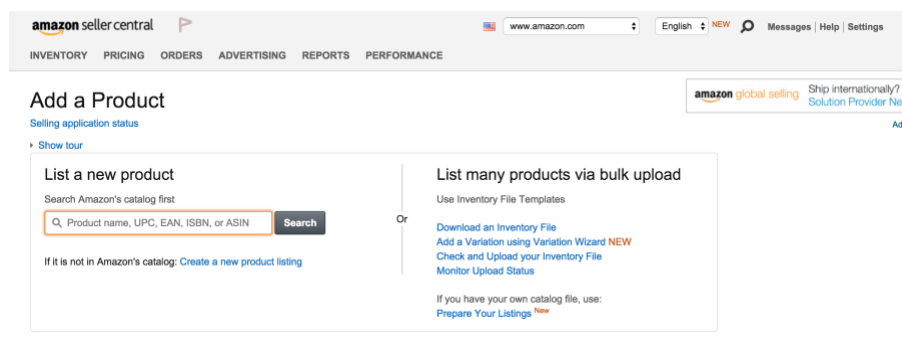 amazon seller central
www.amazon.com English NEW Messages | Help | Settings
INVENTORY PRICING ORDERS ADVERTISING REPORTS PERFORMANCE
Add a Product
Selling application status
Show tour
amazon global selling
Ship internationally?
Solution Provider Ne
Ad
List a new product
Search Amazon's catalog first
Product name, UPC, EAN, ISBN, or ASIN Search
If it is not in Amazon's catalog: Create a new product listing
Or
List many products via bulk upload
Use Inventory File Templates
Download an Inventory File
Add a Variation using Variation Wizard NEW
Check and Upload your Inventory File
Monitor Upload Status
If you have your own catalog file, use:
Prepare Your Listings New